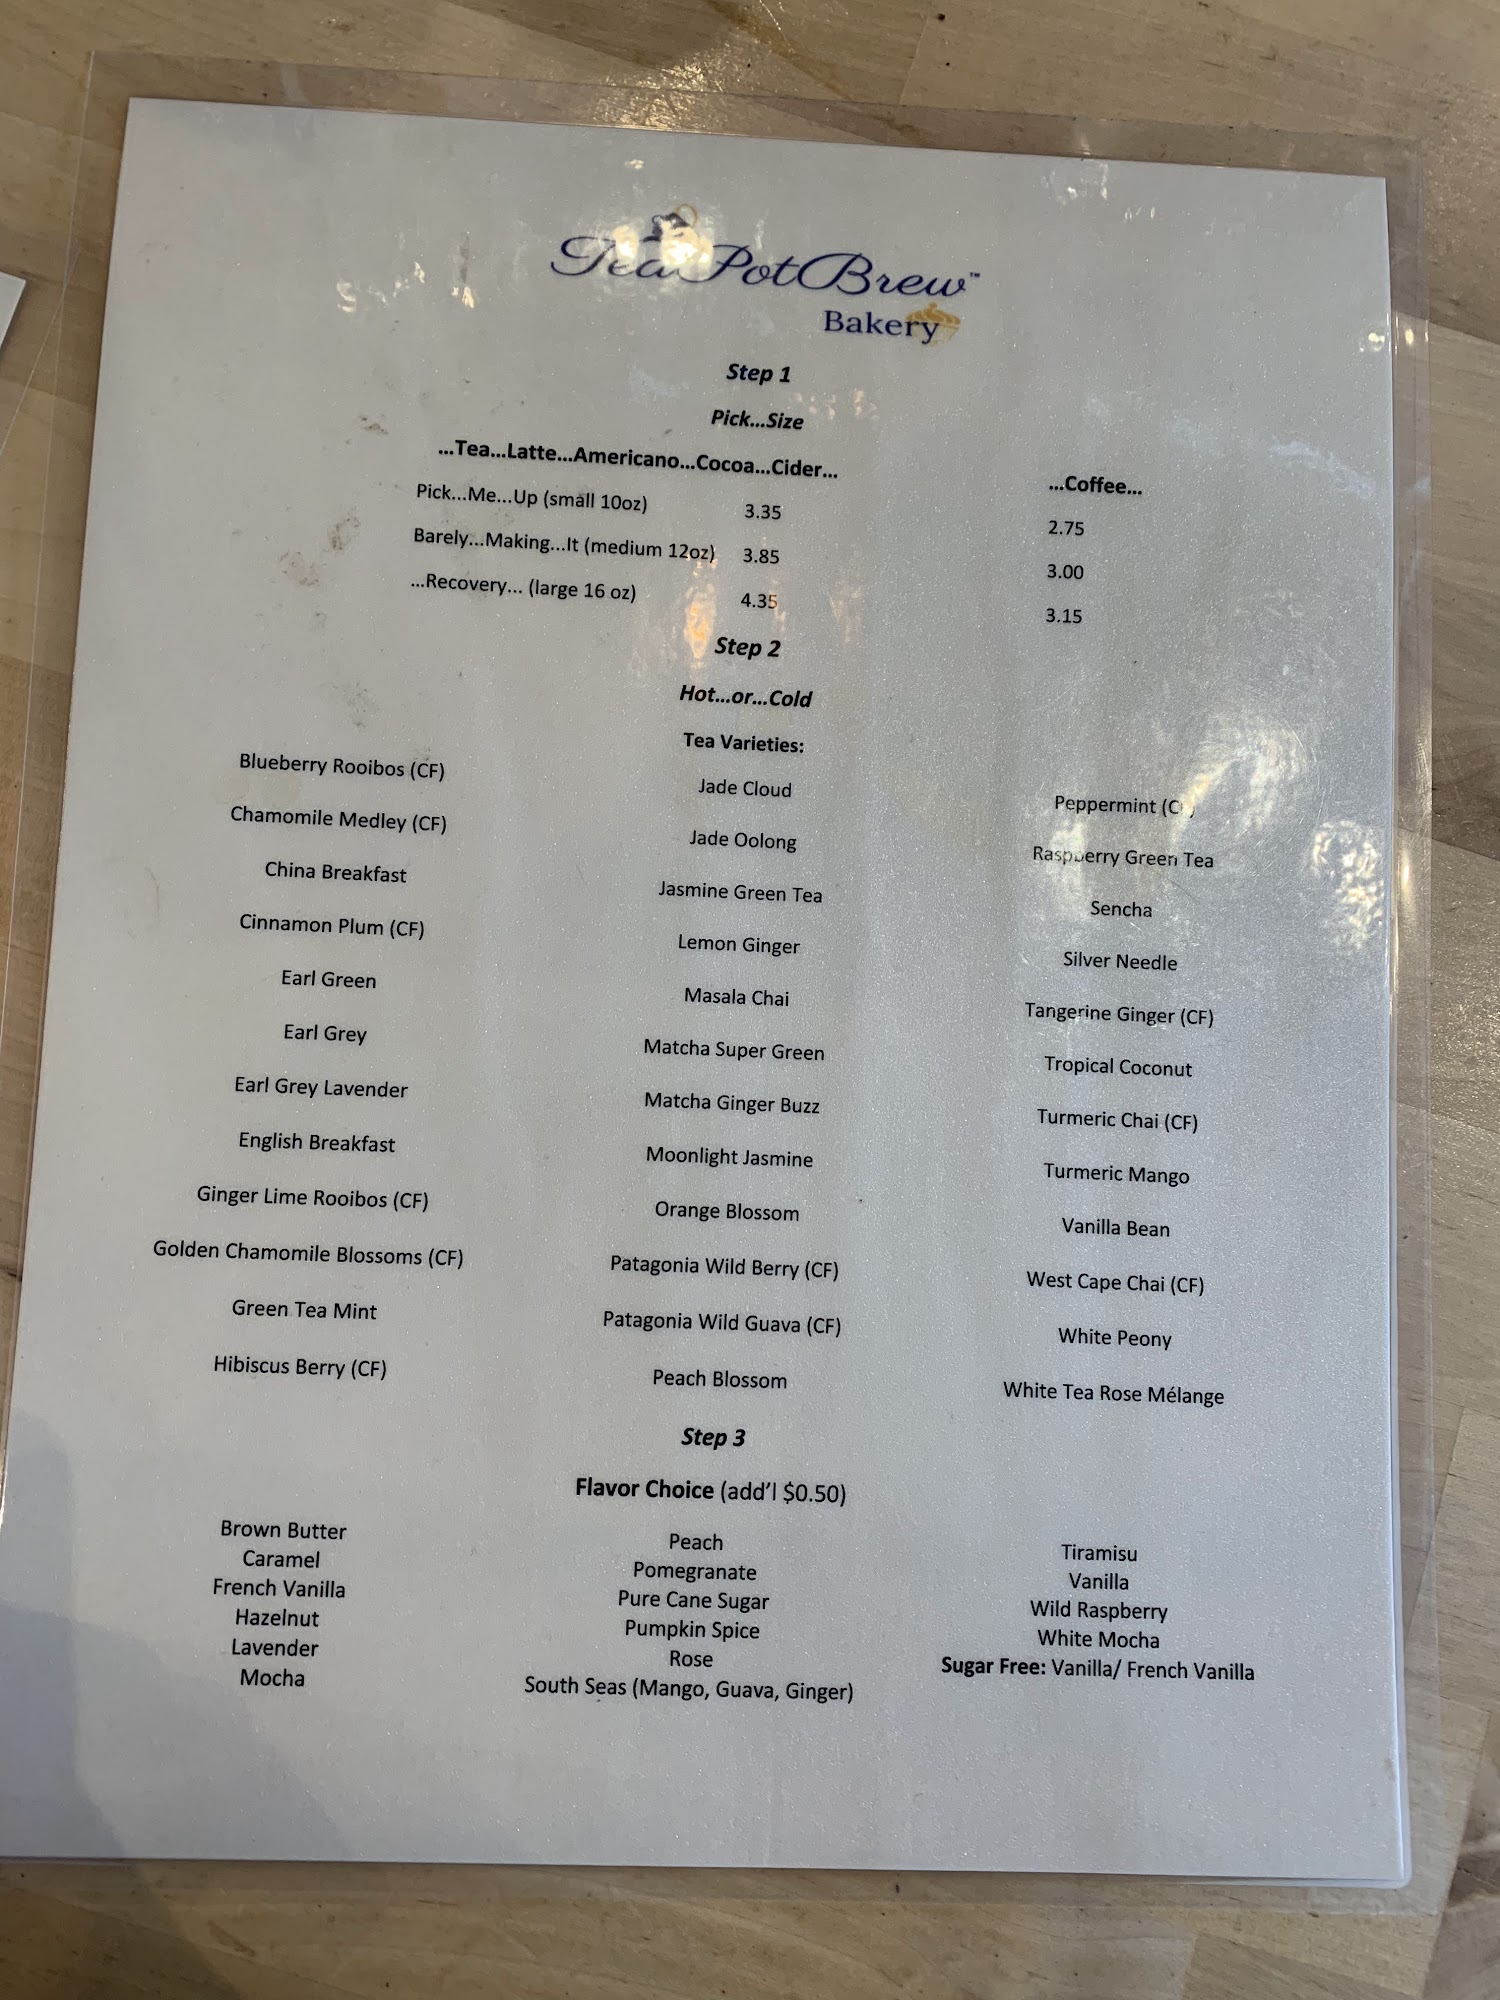 Tea Pot Brew™
Bakery
Step 1
Pick...Size
...Tea...Latte...Americano...Cocoa...Cider... ...Coffee...
Pick...Me...Up (small 10oz) 3.35 2.75
Barely...Making...It (medium 12oz) 3.85 3.00
...Recovery... (large 16 oz) 4.35 3.15
Step 2
Hot...or...Cold
Tea Varieties:
Blueberry Rooibos (CF) Jade Cloud Peppermint
Chamomile Medley (CF) Jade Oolong Raspberry Green Tea
China Breakfast Jasmine Green Tea Sencha
Cinnamon Plum (CF) Lemon Ginger Silver Needle
Earl Green Masala Chai Tangerine Ginger (CF)
Earl Grey Matcha Super Green Tropical Coconut
Earl Grey Lavender Matcha Ginger Buzz Turmeric Chai (CF)
English Breakfast Moonlight Jasmine Turmeric Mango
Ginger Lime Rooibos (CF) Orange Blossom Vanilla Bean
Golden Chamomile Blossoms (CF) Patagonia Wild Berry (CF) West Cape Chai (CF)
Green Tea Mint Patagonia Wild Guava (CF) White Peony
Hibiscus Berry (CF) Peach Blossom White Tea Rose Mélange
Step 3
Flavor Choice (add'l $0.50)
Brown Butter Peach Tiramisu
Caramel Pomegranate Vanilla
French Vanilla Pure Cane Sugar Wild Raspberry
Hazelnut Pumpkin Spice White Mocha
Lavender Rose Sugar Free: Vanilla/ French Vanilla
Mocha South Seas (Mango, Guava, Ginger)